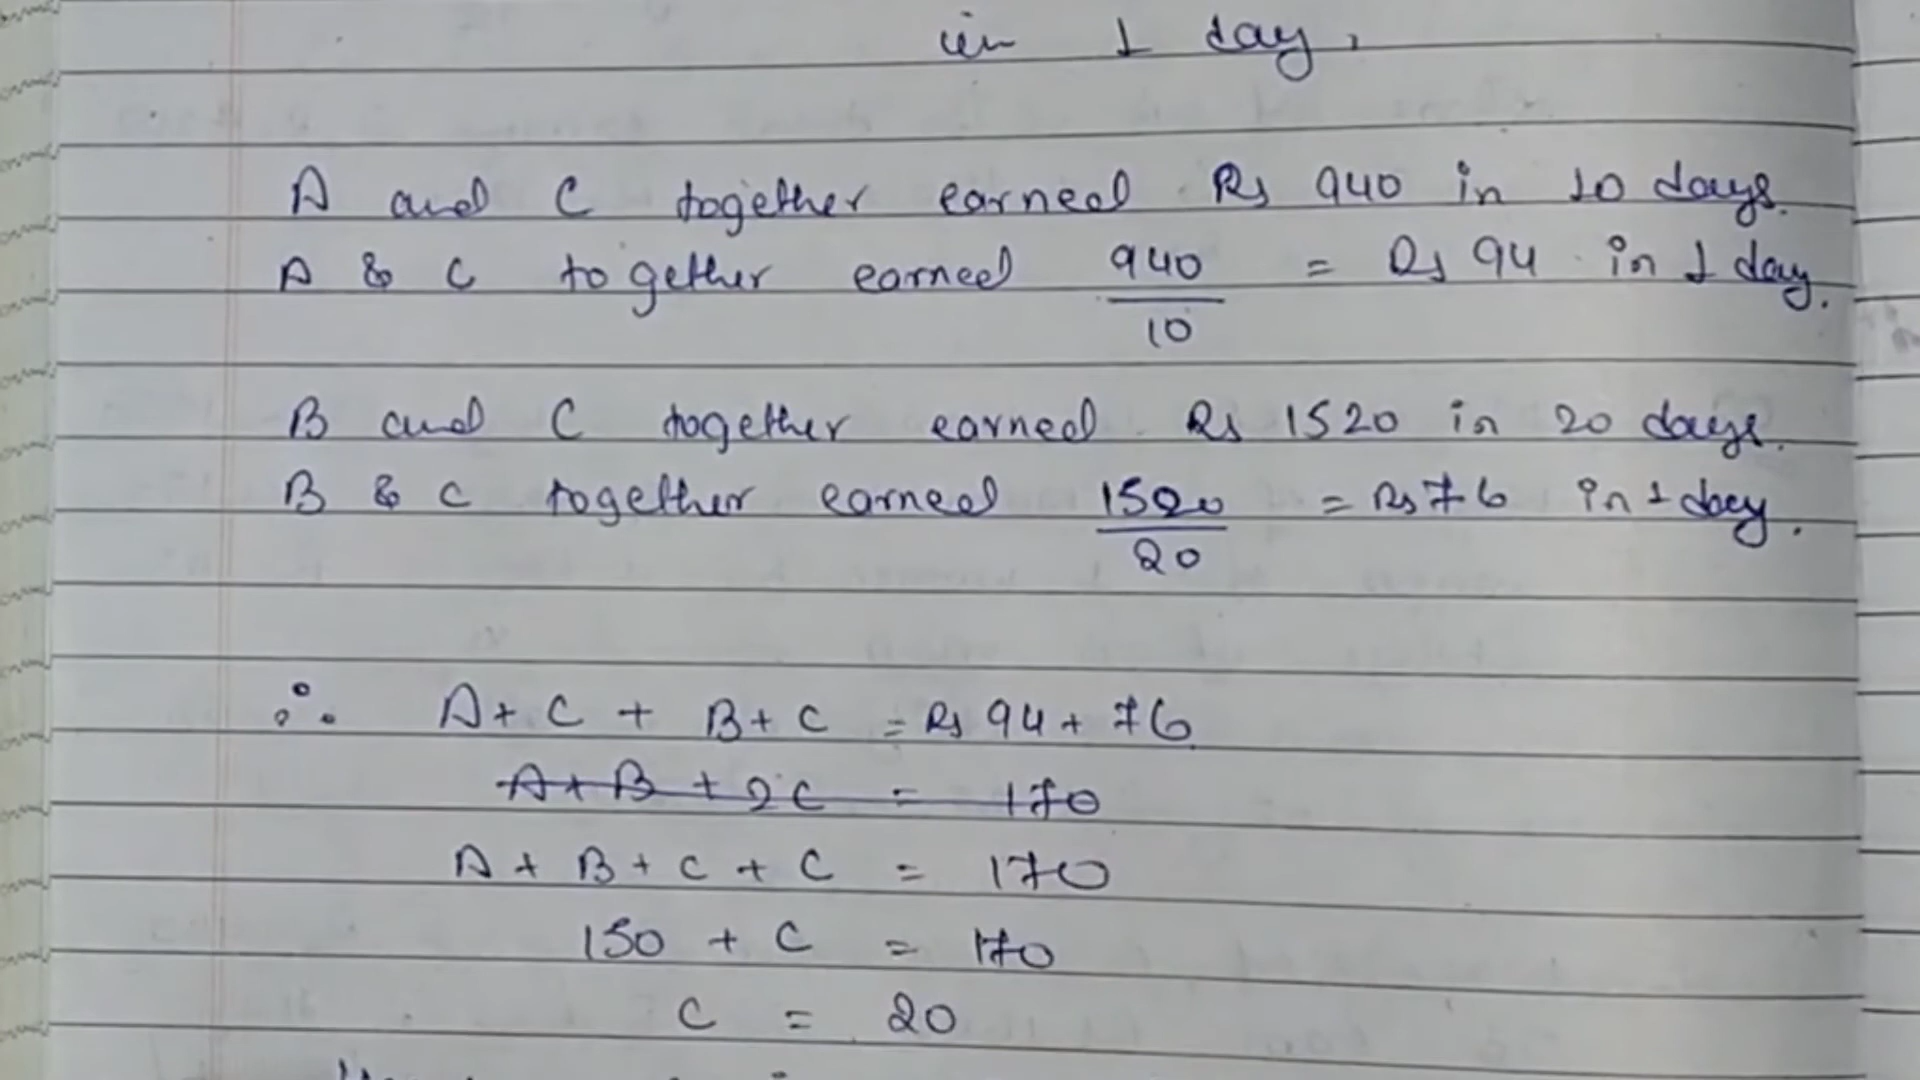 in 1 day.
A and C together earned Rs 940 in 10 days.
A & C together earned 940/10 = Rs 94 in 1 day.
B and C together earned Rs 1520 in 20 days.
B & C together earned 1520/20 = Rs 76 in 1 day.
∴ A + C + B + C = Rs 94 + 76
A + B + 2C = 170
A + B + C + C = 170
150 + C = 170
C = 20